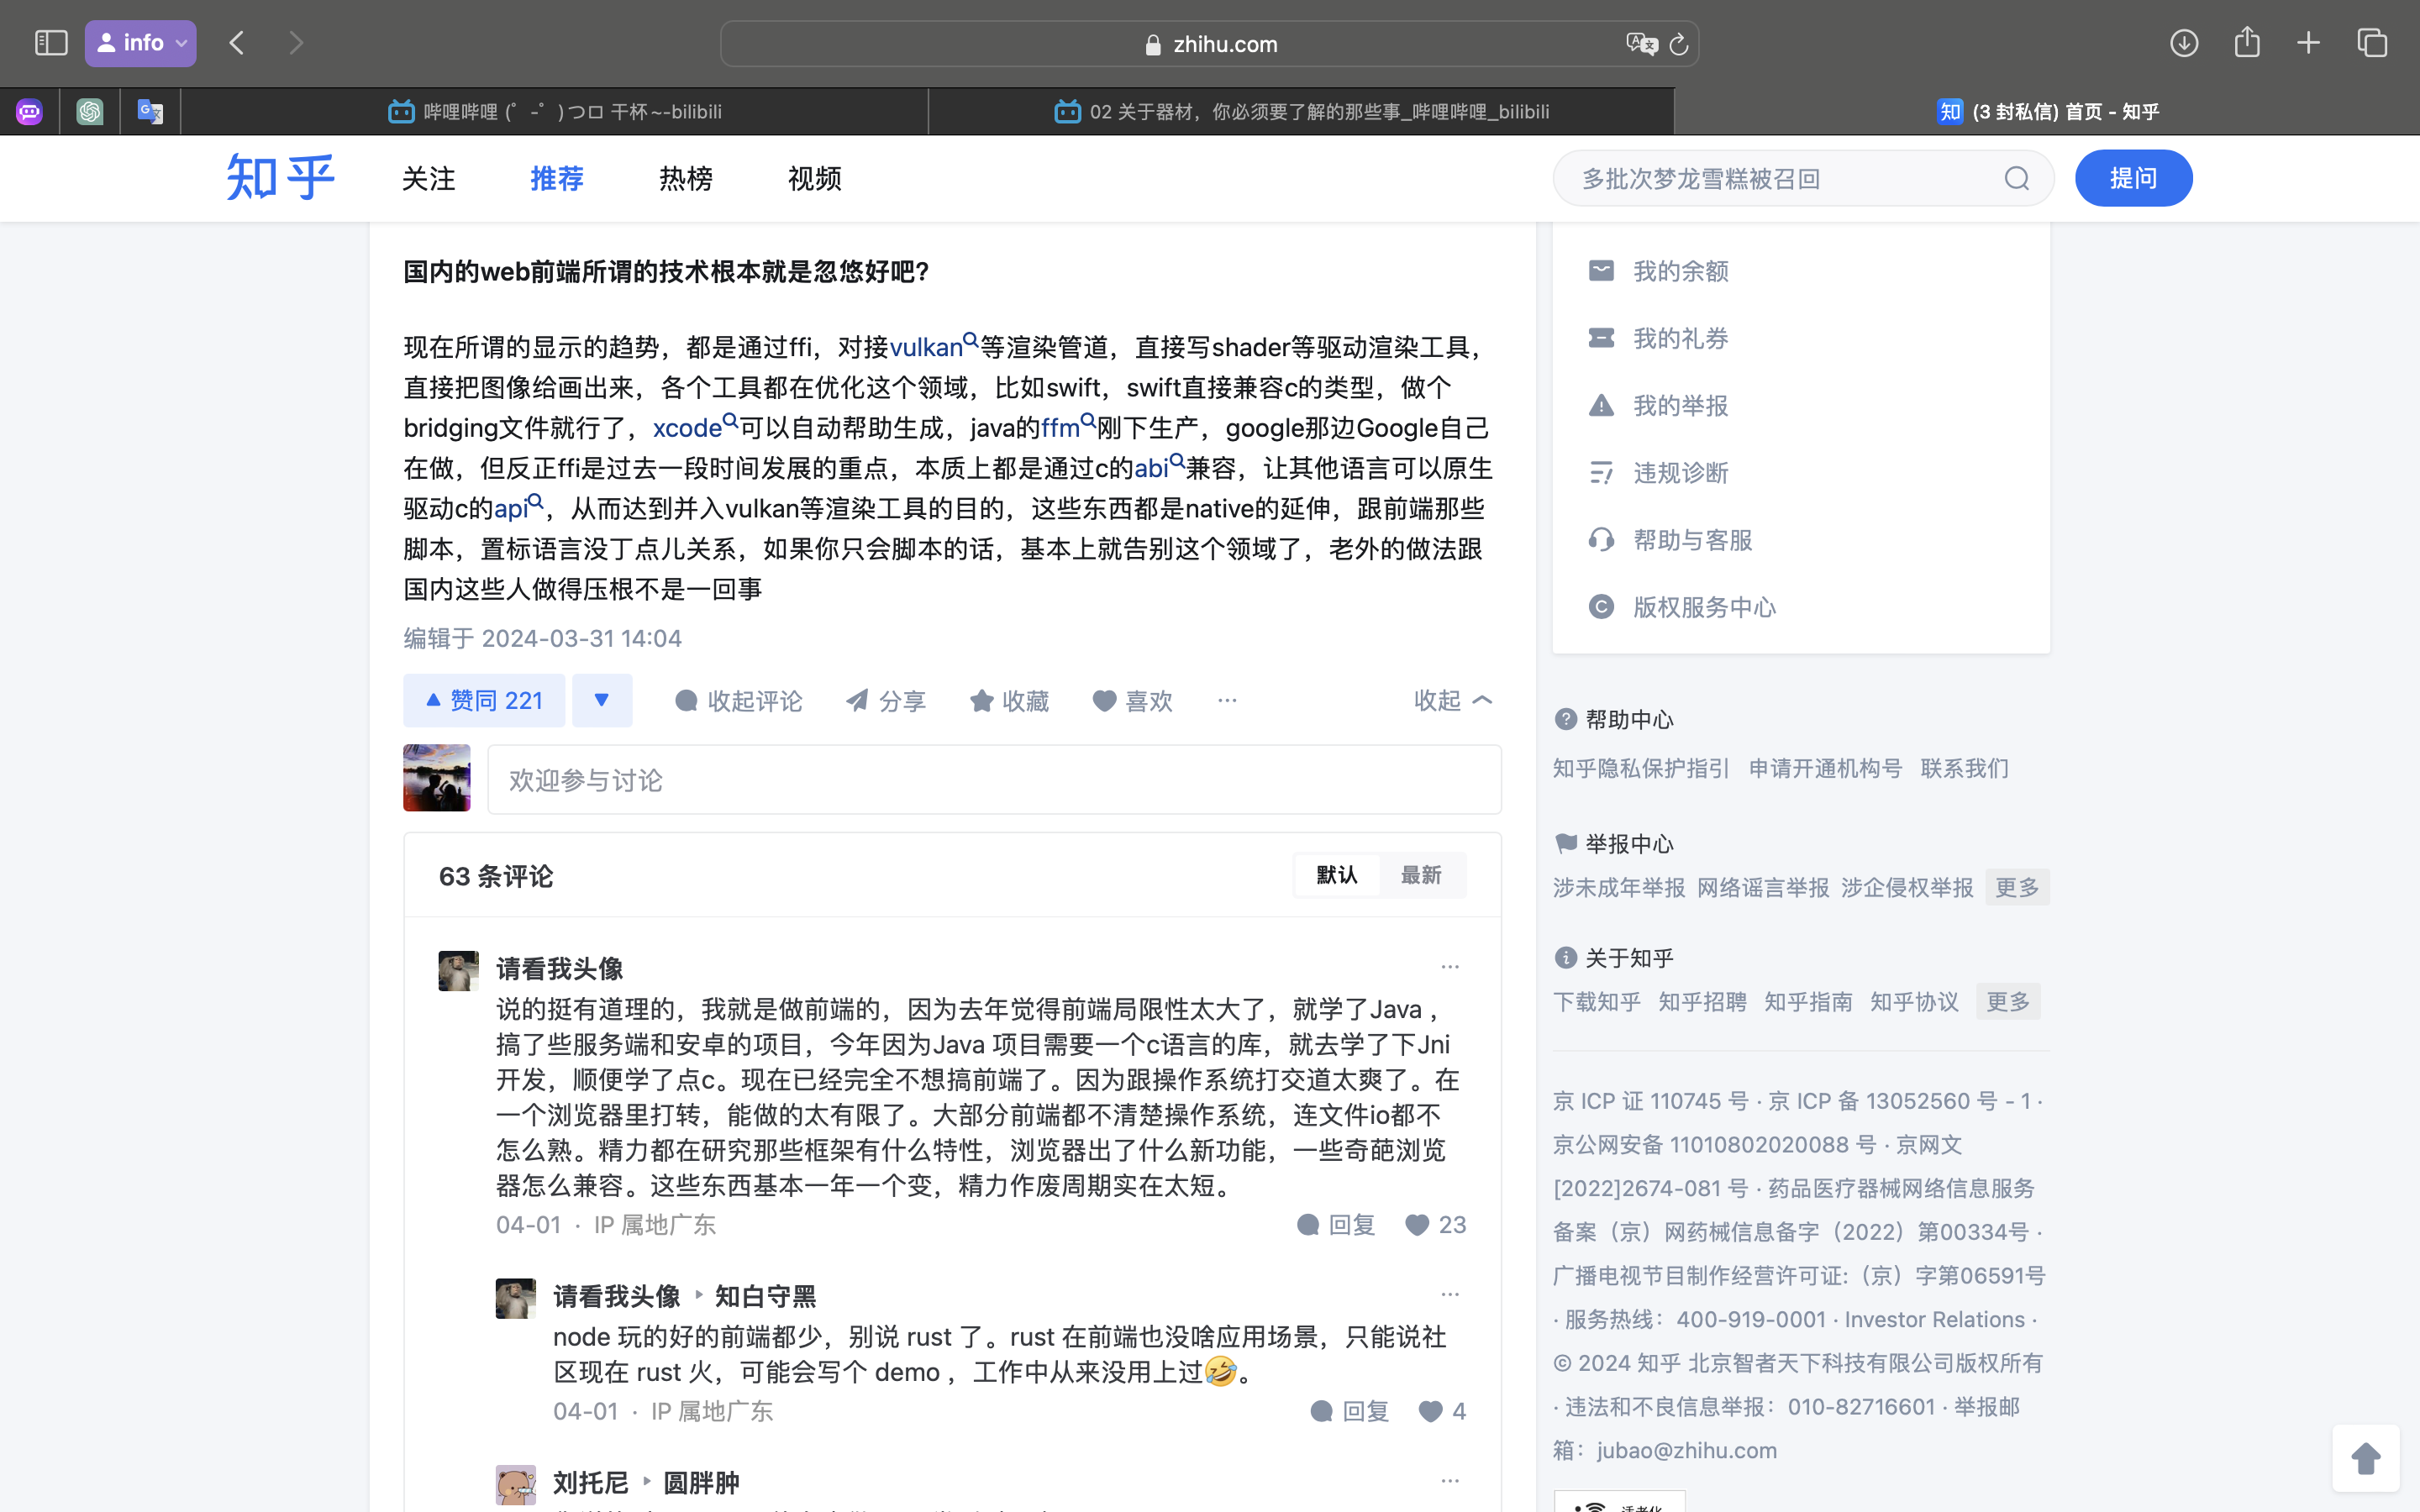 info
zhihu.com
哔哩哔哩 (゜-゜)つロ 干杯~-bilibili
02 关于器材，你必须要了解的那些事_哔哩哔哩_bilibili
知 (3 封私信) 首页 - 知乎
知乎 关注 推荐 热榜 视频
多批次梦龙雪糕被召回
提问
国内的web前端所谓的技术根本就是忽悠好吧？
现在所谓的显示的趋势，都是通过ffi，对接vulkan等渲染管道，直接写shader等驱动渲染工具，
直接把图像给画出来，各个工具都在优化这个领域，比如swift，swift直接兼容c的类型，做个
bridging文件就行了，xcode可以自动帮助生成，java的ffm刚下生产，google那边Google自己
在做，但反正ffi是过去一段时间发展的重点，本质上都是通过c的abi兼容，让其他语言可以原生
驱动c的api，从而达到并入vulkan等渲染工具的目的，这些东西都是native的延伸，跟前端那些
脚本，置标语言没丁点儿关系，如果你只会脚本的话，基本上就告别这个领域了，老外的做法跟
国内这些人做得压根不是一回事
编辑于 2024-03-31 14:04
赞同 221 收起评论 分享 收藏 喜欢 ··· 收起
欢迎参与讨论
63 条评论
默认 最新
请看我头像
说的挺有道理的，我就是做前端的，因为去年觉得前端局限性太大了，就学了Java ，
搞了些服务端和安卓的项目，今年因为Java 项目需要一个c语言的库，就去学了下Jni
开发，顺便学了点c。现在已经完全不想搞前端了。因为跟操作系统打交道太爽了。在
一个浏览器里打转，能做的太有限了。大部分前端都不清楚操作系统，连文件io都不
怎么熟。精力都在研究那些框架有什么特性，浏览器出了什么新功能，一些奇葩浏览
器怎么兼容。这些东西基本一年一个变，精力作废周期实在太短。
04-01 · IP 属地广东
回复 23
请看我头像 ▸ 知白守黑
node 玩的好的前端都少，别说 rust 了。rust 在前端也没啥应用场景，只能说社
区现在 rust 火，可能会写个 demo ，工作中从来没用上过🤣。
04-01 · IP 属地广东
回复 4
刘托尼 ▸ 圆胖肿
我的余额
我的礼券
我的举报
违规诊断
帮助与客服
版权服务中心
帮助中心
知乎隐私保护指引 申请开通机构号 联系我们
举报中心
涉未成年举报 网络谣言举报 涉企侵权举报 更多
关于知乎
下载知乎 知乎招聘 知乎指南 知乎协议 更多
京 ICP 证 110745 号 · 京 ICP 备 13052560 号 - 1 ·
京公网安备 11010802020088 号 · 京网文
[2022]2674-081 号 · 药品医疗器械网络信息服务
备案（京）网药械信息备字（2022）第00334号 ·
广播电视节目制作经营许可证:（京）字第06591号
· 服务热线：400-919-0001 · Investor Relations ·
© 2024 知乎 北京智者天下科技有限公司版权所有
· 违法和不良信息举报：010-82716601 · 举报邮
箱：jubao@zhihu.com